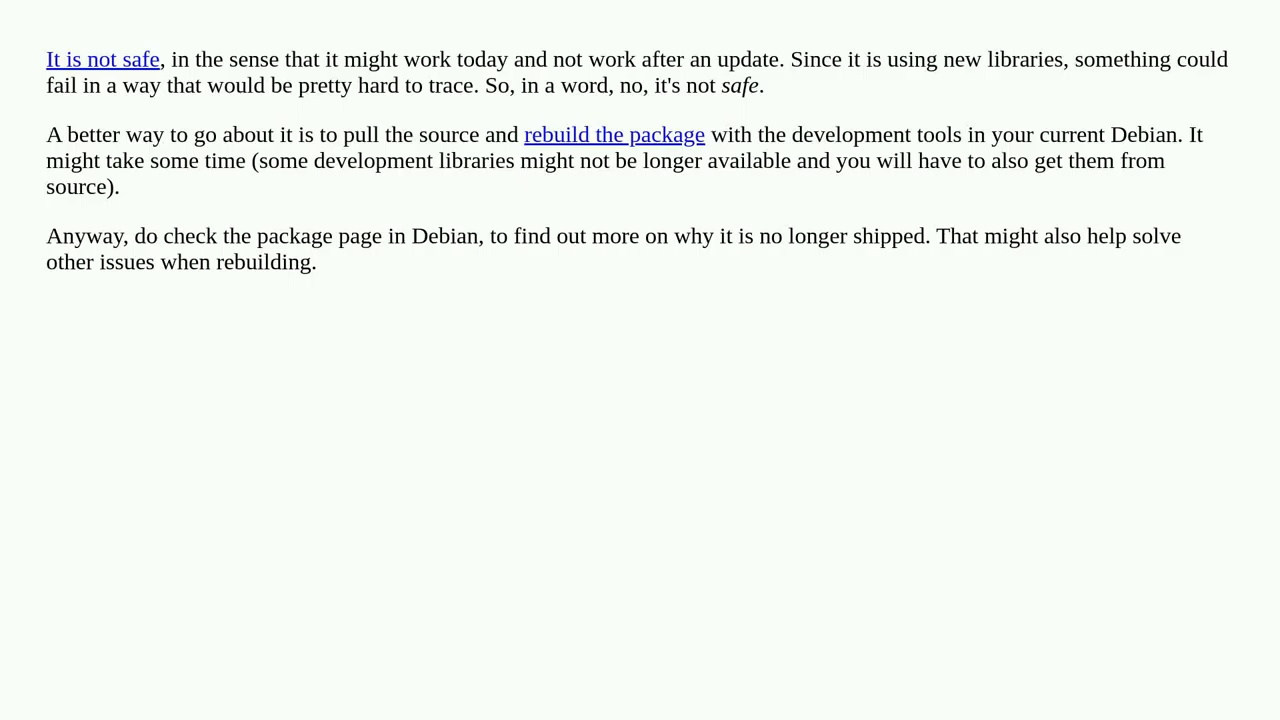 It is not safe, in the sense that it might work today and not work after an update. Since it is using new libraries, something could
fail in a way that would be pretty hard to trace. So, in a word, no, it's not safe.
A better way to go about it is to pull the source and rebuild the package with the development tools in your current Debian. It
might take some time (some development libraries might not be longer available and you will have to also get them from
source).
Anyway, do check the package page in Debian, to find out more on why it is no longer shipped. That might also help solve
other issues when rebuilding.